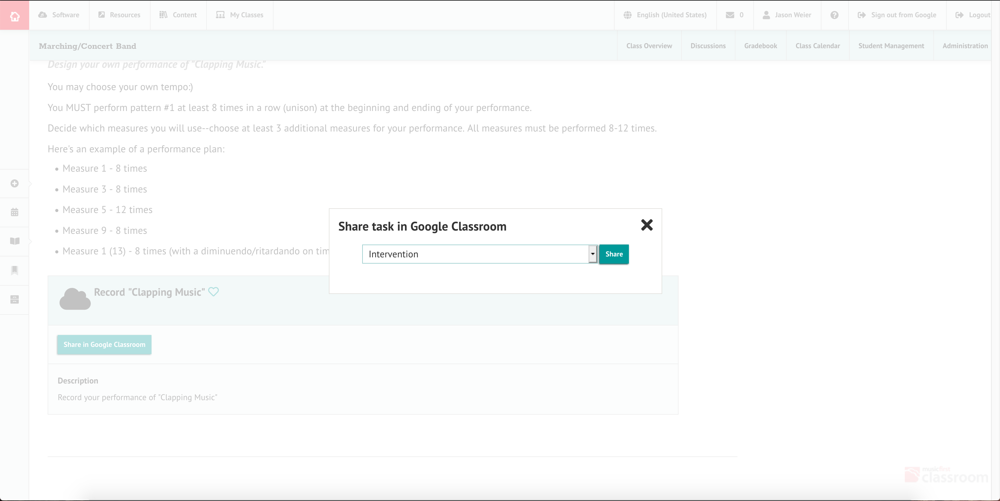 Software
Resources
Content
My Classes
English (United States)
0
Jason Weier
Sign out from Google
Logout
Marching/Concert Band
Class Overview
Discussions
Gradebook
Class Calendar
Student Management
Administration
Design your own performance of "Clapping Music."
You may choose your own tempo:)
You MUST perform pattern #1 at least 8 times in a row (unison) at the beginning and ending of your performance.
Decide which measures you will use--choose at least 3 additional measures for your performance. All measures must be performed 8-12 times.
Here's an example of a performance plan:
• Measure 1 - 8 times
• Measure 3 - 8 times
• Measure 5 - 12 times
• Measure 9 - 8 times
• Measure 1 (13) - 8 times (with a diminuendo/ritardando on tim
Share task in Google Classroom
Intervention
Share
Record "Clapping Music"
Share in Google Classroom
Description
Record your performance of "Clapping Music"
musicfirst
classroom